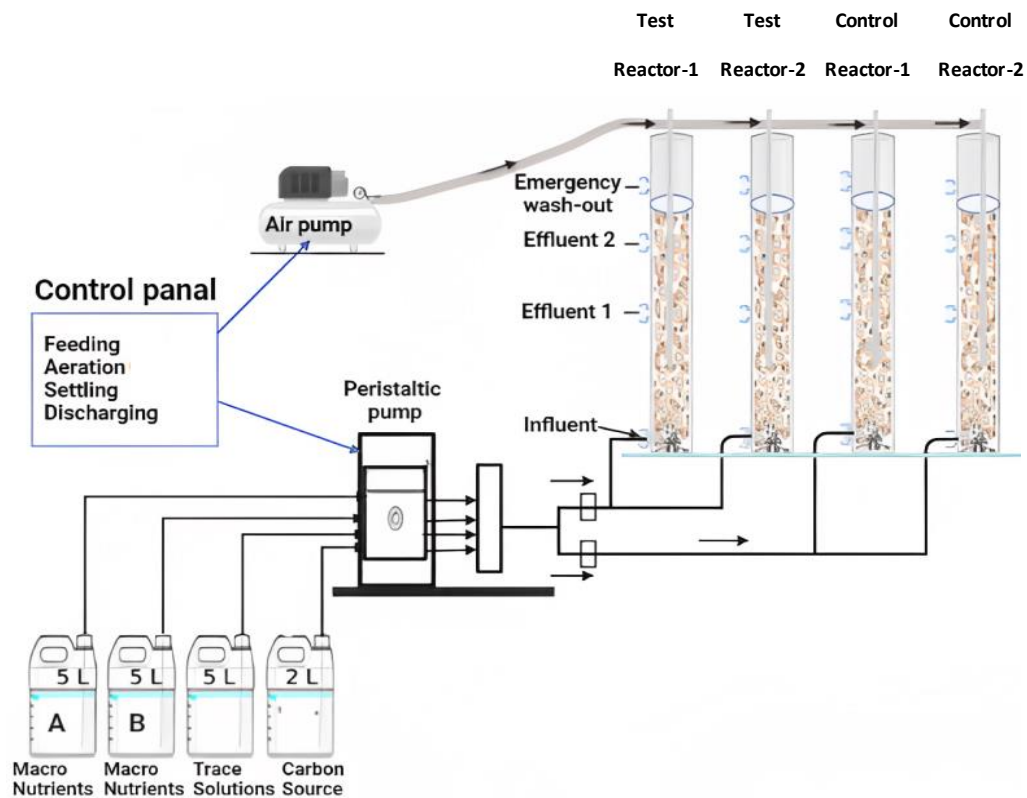 Test Test Control Control
Reactor-1 Reactor-2 Reactor-1 Reactor-2
Emergency
wash-out
Air pump
Effluent 2
Control panal
Effluent 1
Feeding
Aeration
Settling
Discharging
Peristaltic
pump
Influent
5 L 5 L 5 L 2 L
A B
Macro Macro Trace Carbon
Nutrients Nutrients Solutions Source